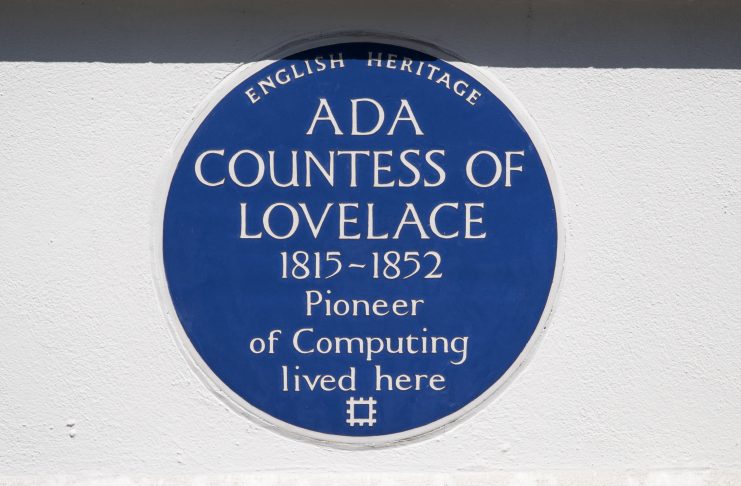 ENGLISH HERITAGE
ADA
COUNTESS OF
LOVELACE
1815~1852
Pioneer
of Computing
lived here